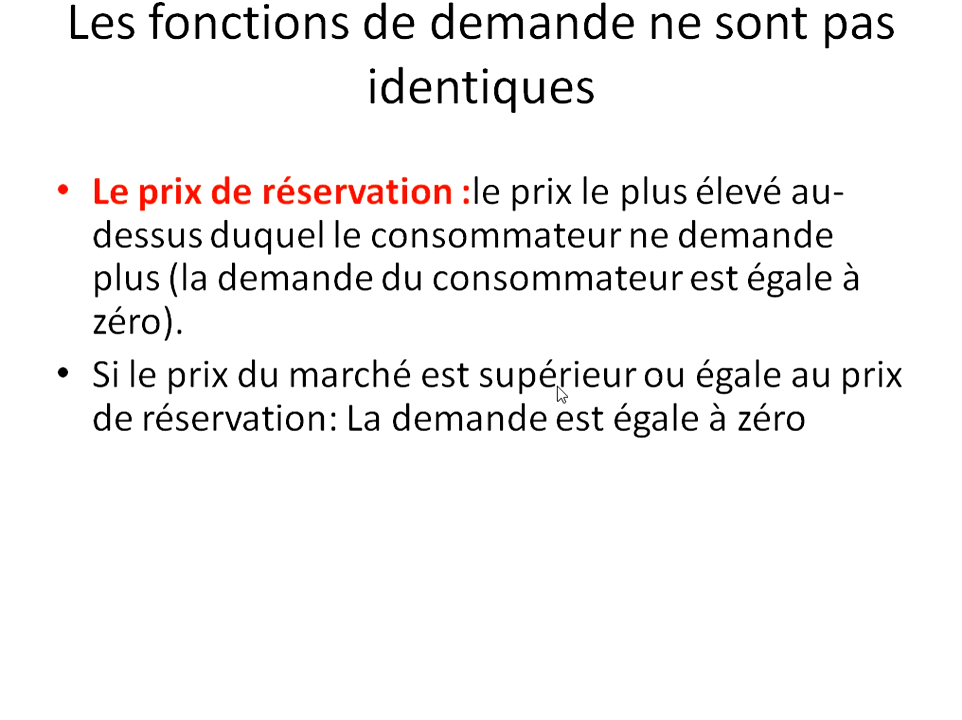 Les fonctions de demande ne sont pas
identiques
• Le prix de réservation :le prix le plus élevé au-
dessus duquel le consommateur ne demande
plus (la demande du consommateur est égale à
zéro).
• Si le prix du marché est supérieur ou égale au prix
de réservation: La demande est égale à zéro